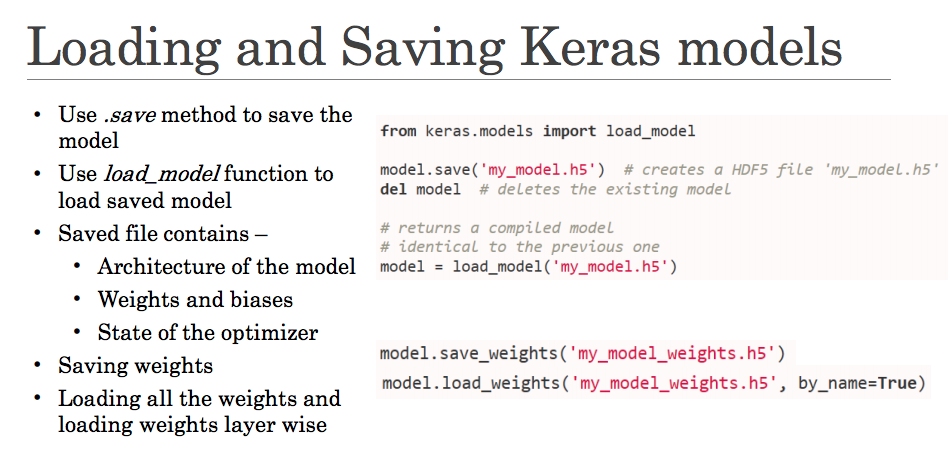 Loading and Saving Keras models
• Use .save method to save the
model
• Use load_model function to
load saved model
• Saved file contains –
• Architecture of the model
• Weights and biases
• State of the optimizer
• Saving weights
• Loading all the weights and
loading weights layer wise
from keras.models import load_model
model.save('my_model.h5')  # creates a HDF5 file 'my_model.h5'
del model  # deletes the existing model
# returns a compiled model
# identical to the previous one
model = load_model('my_model.h5')
model.save_weights('my_model_weights.h5')
model.load_weights('my_model_weights.h5', by_name=True)